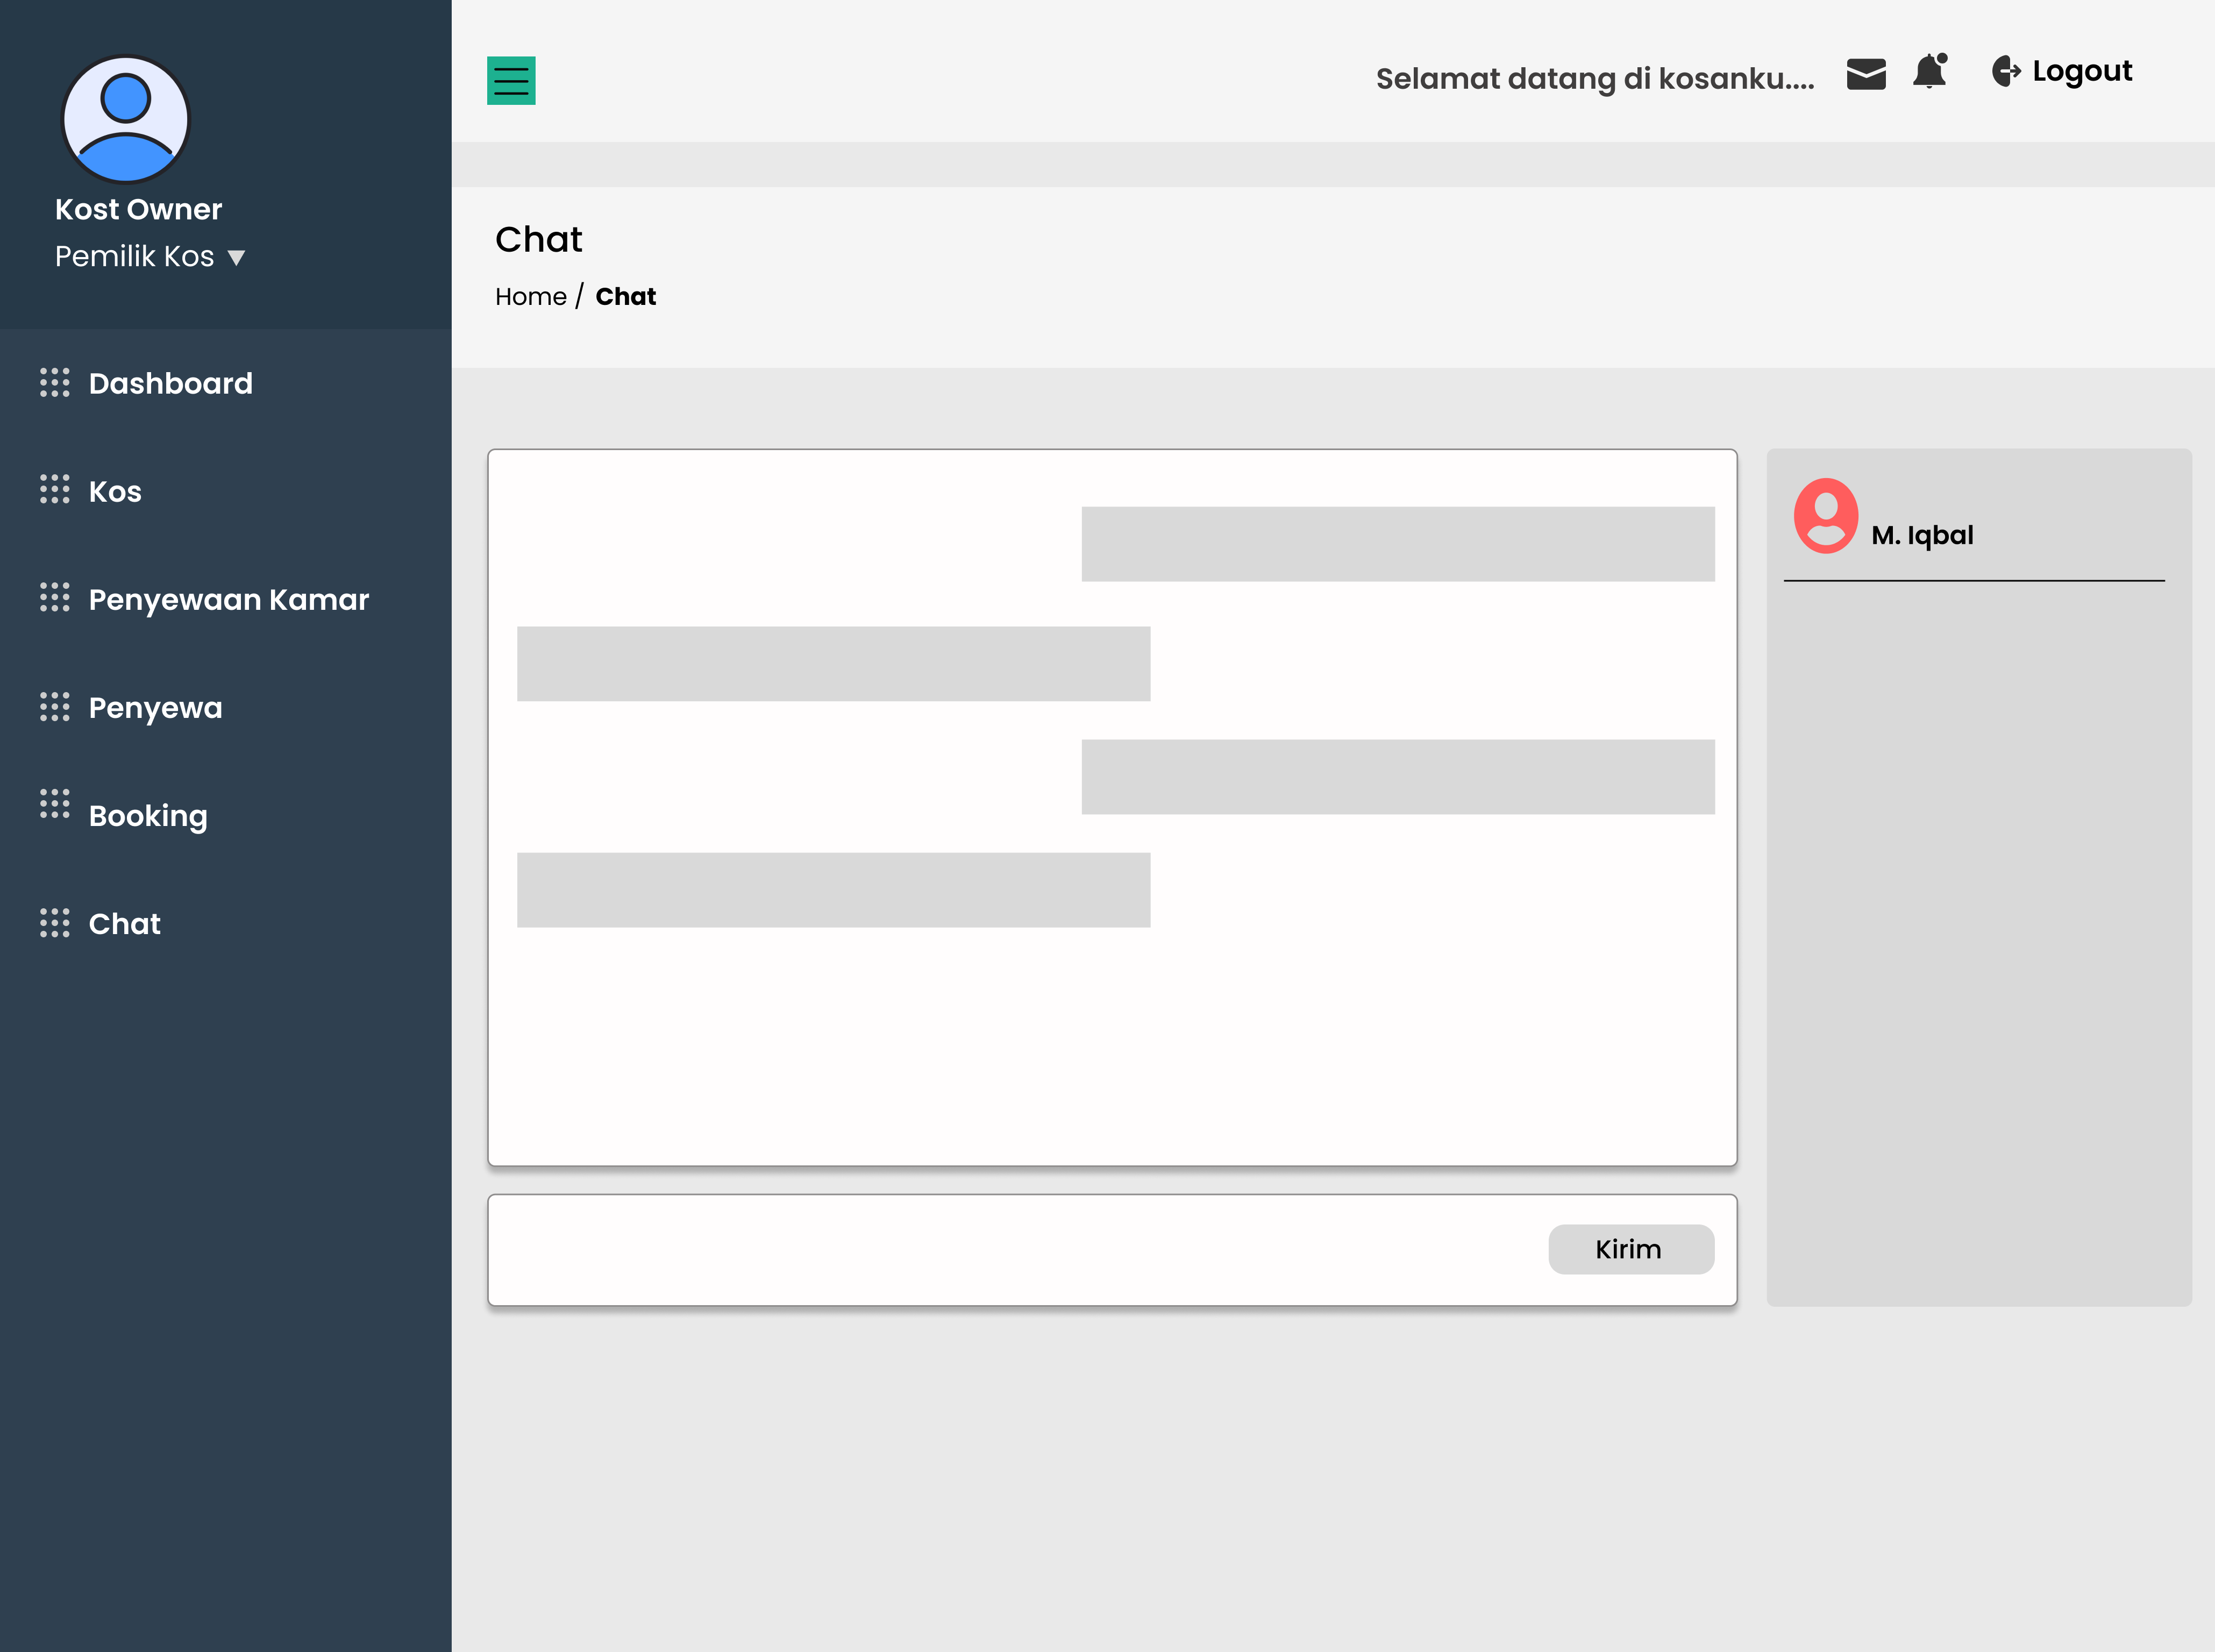 Kost Owner
Pemilik Kos
Dashboard
Kos
Penyewaan Kamar
Penyewa
Booking
Chat
Selamat datang di kosanku....
Logout
Chat
Home / Chat
M. Iqbal
Kirim